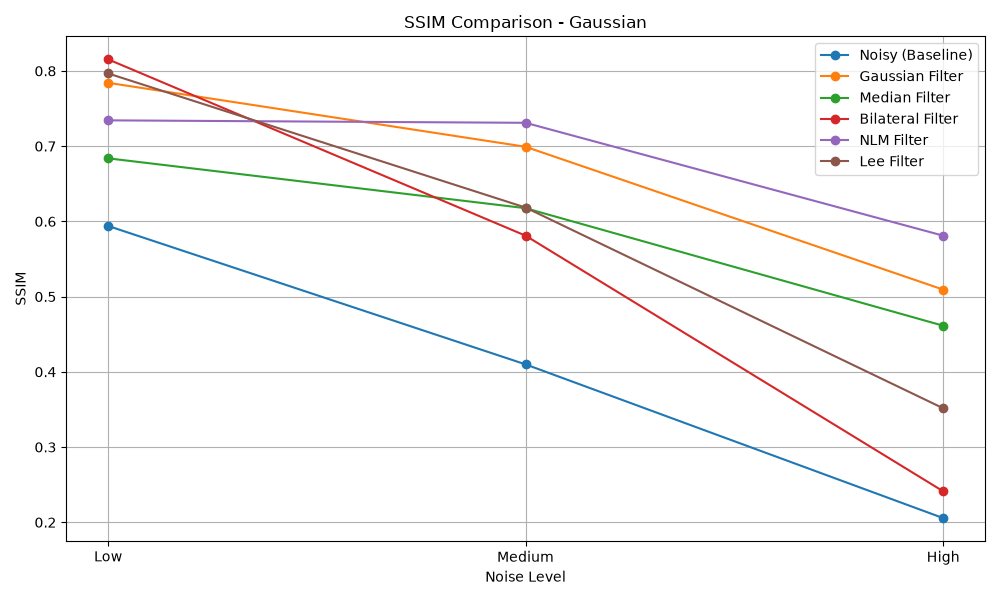 SSIM Comparison - Gaussian
Noisy (Baseline)
Gaussian Filter
Median Filter
Bilateral Filter
NLM Filter
Lee Filter
SSIM
0.8
0.7
0.6
0.5
0.4
0.3
0.2
Low
Medium
High
Noise Level